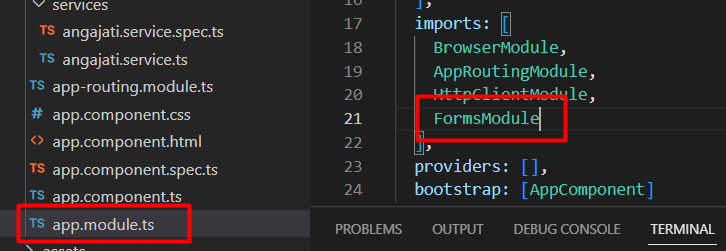 services
TS angajati.service.spec.ts
TS angajati.service.ts
TS app-routing.module.ts
# app.component.css
<> app.component.html
TS app.component.spec.ts
TS app.component.ts
TS app.module.ts
assets
16 ],
17 imports: [
18 BrowserModule,
19 AppRoutingModule,
20 HttpClientModule,
21 FormsModule
],
23 providers: [],
24 bootstrap: [AppComponent]
PROBLEMS OUTPUT DEBUG CONSOLE TERMINAL